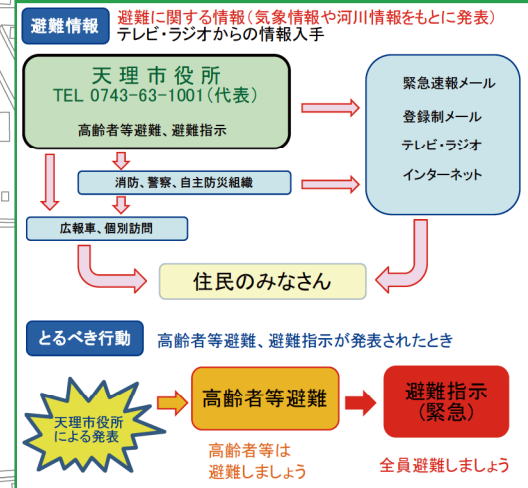 避難情報
避難に関する情報(気象情報や河川情報をもとに発表)
テレビ・ラジオからの情報入手
天理市役所
TEL 0743-63-1001(代表)
高齢者等避難、避難指示
緊急速報メール
登録制メール
テレビ・ラジオ
インターネット
消防、警察、自主防災組織
広報車、個別訪問
住民のみなさん
とるべき行動
高齢者等避難、避難指示が発表されたとき
天理市役所
による発表
高齢者等避難
避難指示
(緊急)
高齢者等は
避難しましょう
全員避難しましょう